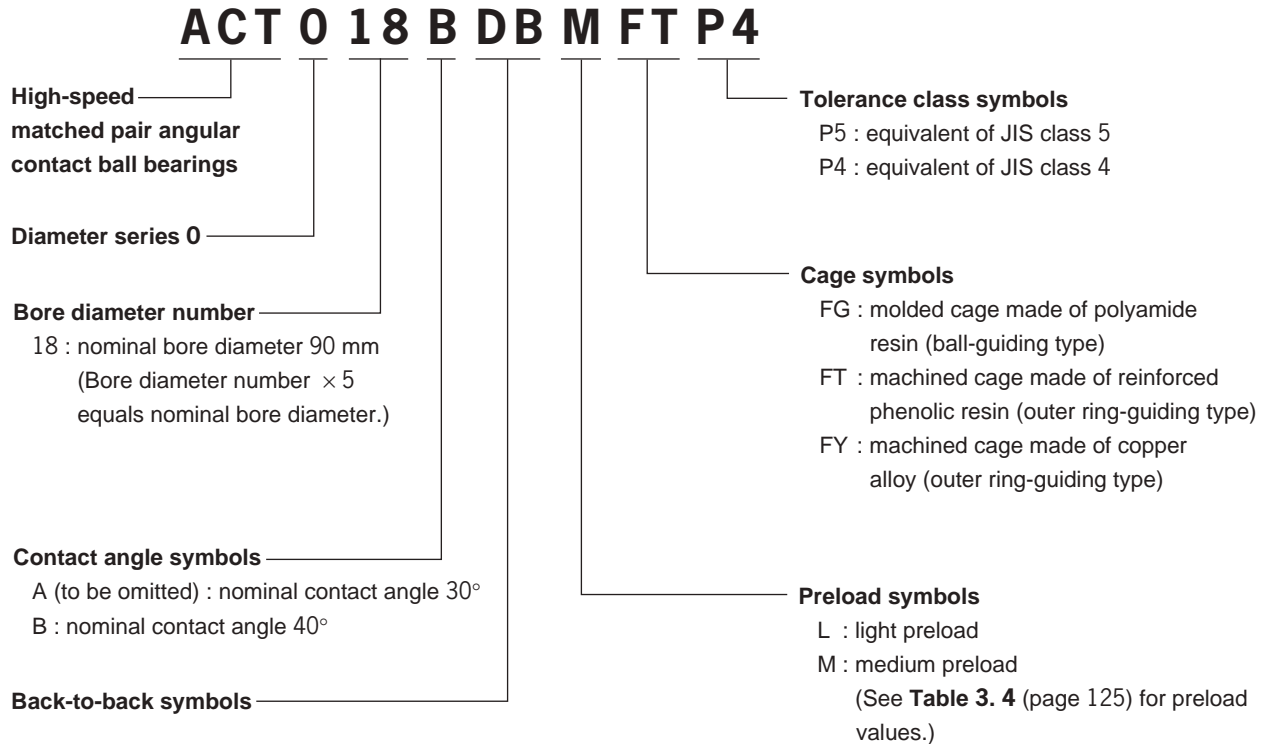 ACT 0 18 B DB M FT P4
High-speed
matched pair angular
contact ball bearings
Diameter series 0
Bore diameter number
18 : nominal bore diameter 90 mm
(Bore diameter number × 5
equals nominal bore diameter.)
Contact angle symbols
A (to be omitted) : nominal contact angle 30°
B : nominal contact angle 40°
Back-to-back symbols
Tolerance class symbols
P5 : equivalent of JIS class 5
P4 : equivalent of JIS class 4
Cage symbols
FG : molded cage made of polyamide
resin (ball-guiding type)
FT : machined cage made of reinforced
phenolic resin (outer ring-guiding type)
FY : machined cage made of copper
alloy (outer ring-guiding type)
Preload symbols
L : light preload
M : medium preload
(See Table 3. 4 (page 125) for preload
values.)